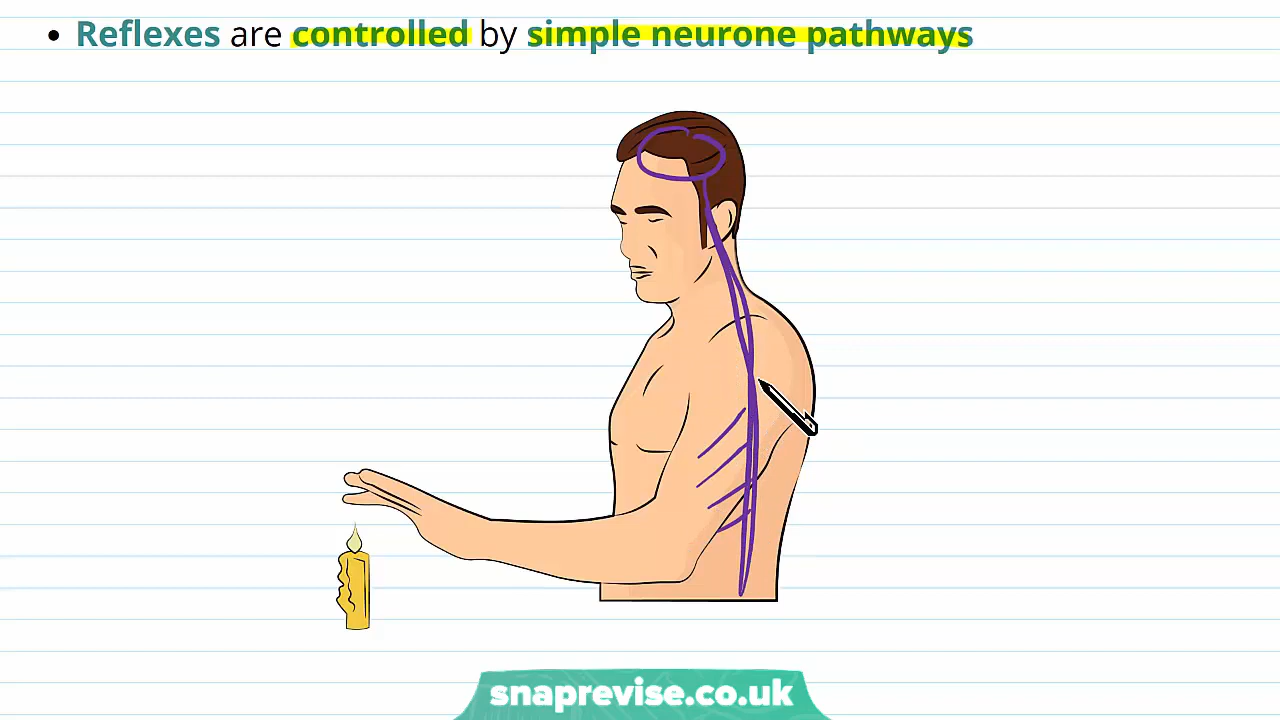 • Reflexes are controlled by simple neurone pathways
snaprevise.co.uk